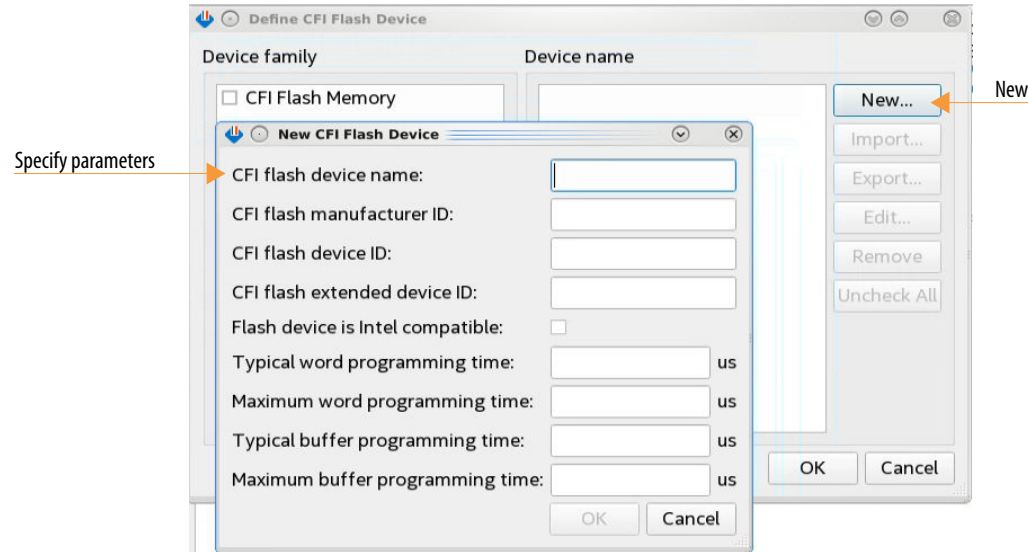 Define CFI Flash Device
Device family
Device name
CFI Flash Memory
New...
New
New CFI Flash Device
Import...
Specify parameters
CFI flash device name:
Export...
CFI flash manufacturer ID:
Edit...
CFI flash device ID:
Remove
CFI flash extended device ID:
Uncheck All
Flash device is Intel compatible:
Typical word programming time: us
Maximum word programming time: us
Typical buffer programming time: us
Maximum buffer programming time: us
OK Cancel
OK Cancel